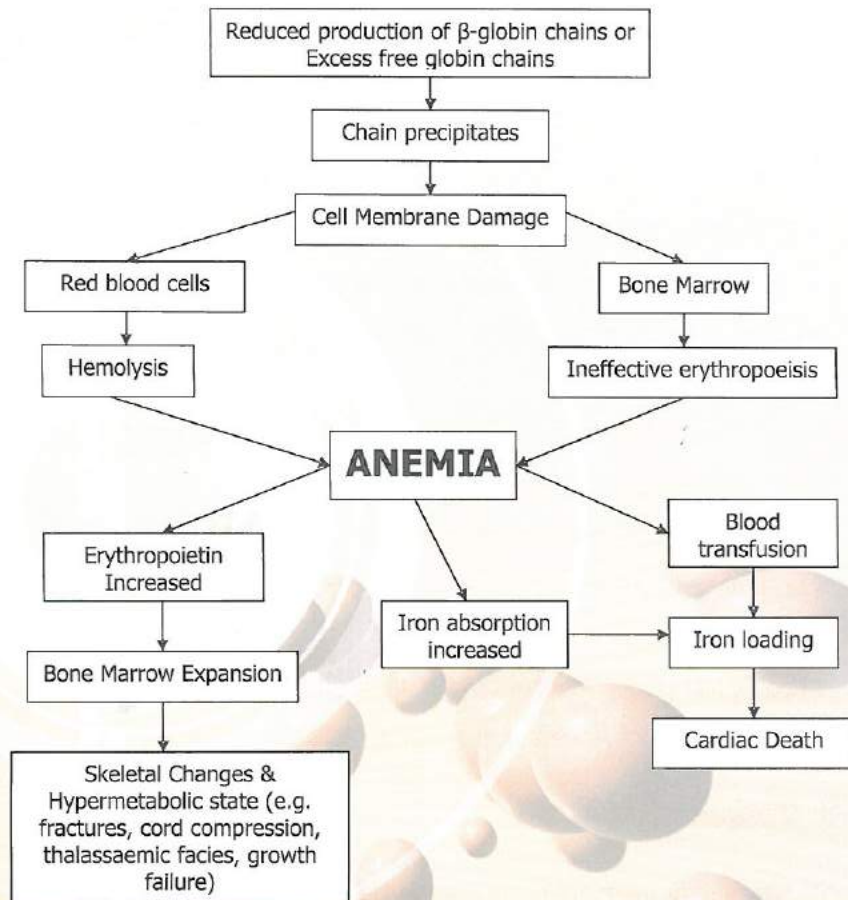 Reduced production of β-globin chains or
Excess free globin chains
Chain precipitates
Cell Membrane Damage
Red blood cells
Bone Marrow
Hemolysis
Ineffective erythropoeisis
ANEMIA
Blood
transfusion
Erythropoietin
Increased
Iron absorption
increased
Iron loading
Bone Marrow Expansion
Cardiac Death
Skeletal Changes &
Hypermetabolic state (e.g.
fractures, cord compression,
thalassaemic facies, growth
failure)